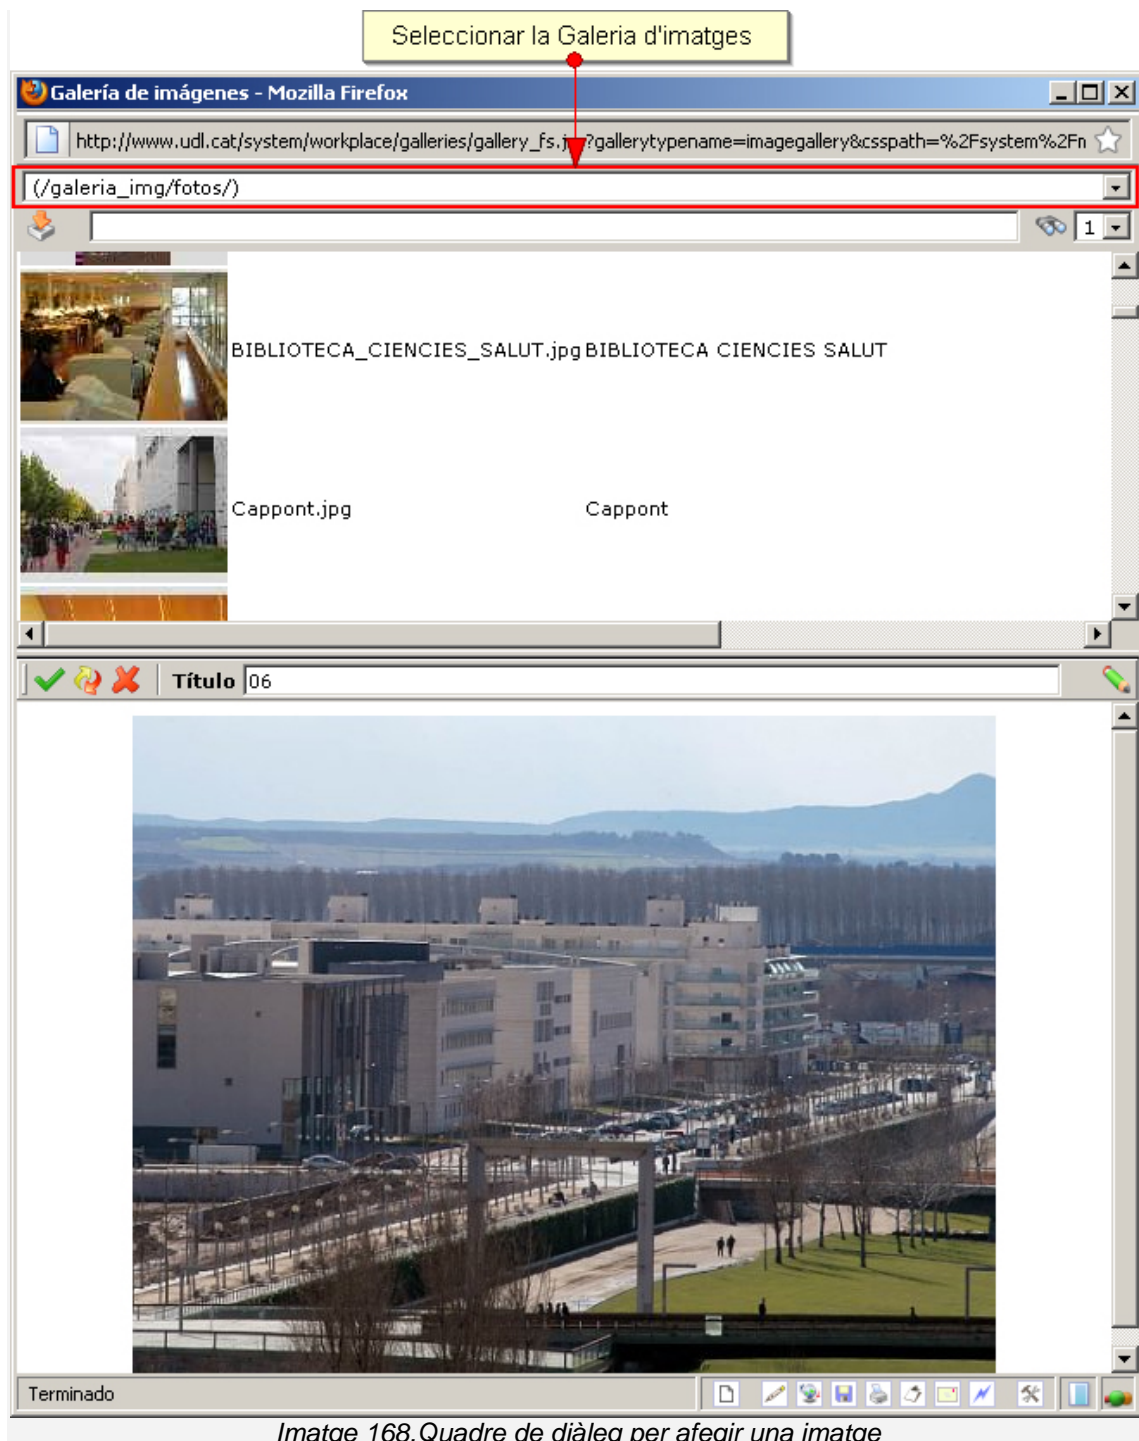 Seleccionar la Galeria d'imatges
Galería de imágenes - Mozilla Firefox
http://www.udl.cat/system/workplace/galleries/gallery_fs.j ?gallerytypename=imagegallery&csspath=%2Fsystem%2Fn
(/galeria_img/fotos/)
1
BIBLIOTECA_CIENCIES_SALUT.jpg BIBLIOTECA CIENCIES SALUT
Cappont.jpg Cappont
Título 06
Terminado
Imatge 168.Quadre de diàleg per afegir una imatge